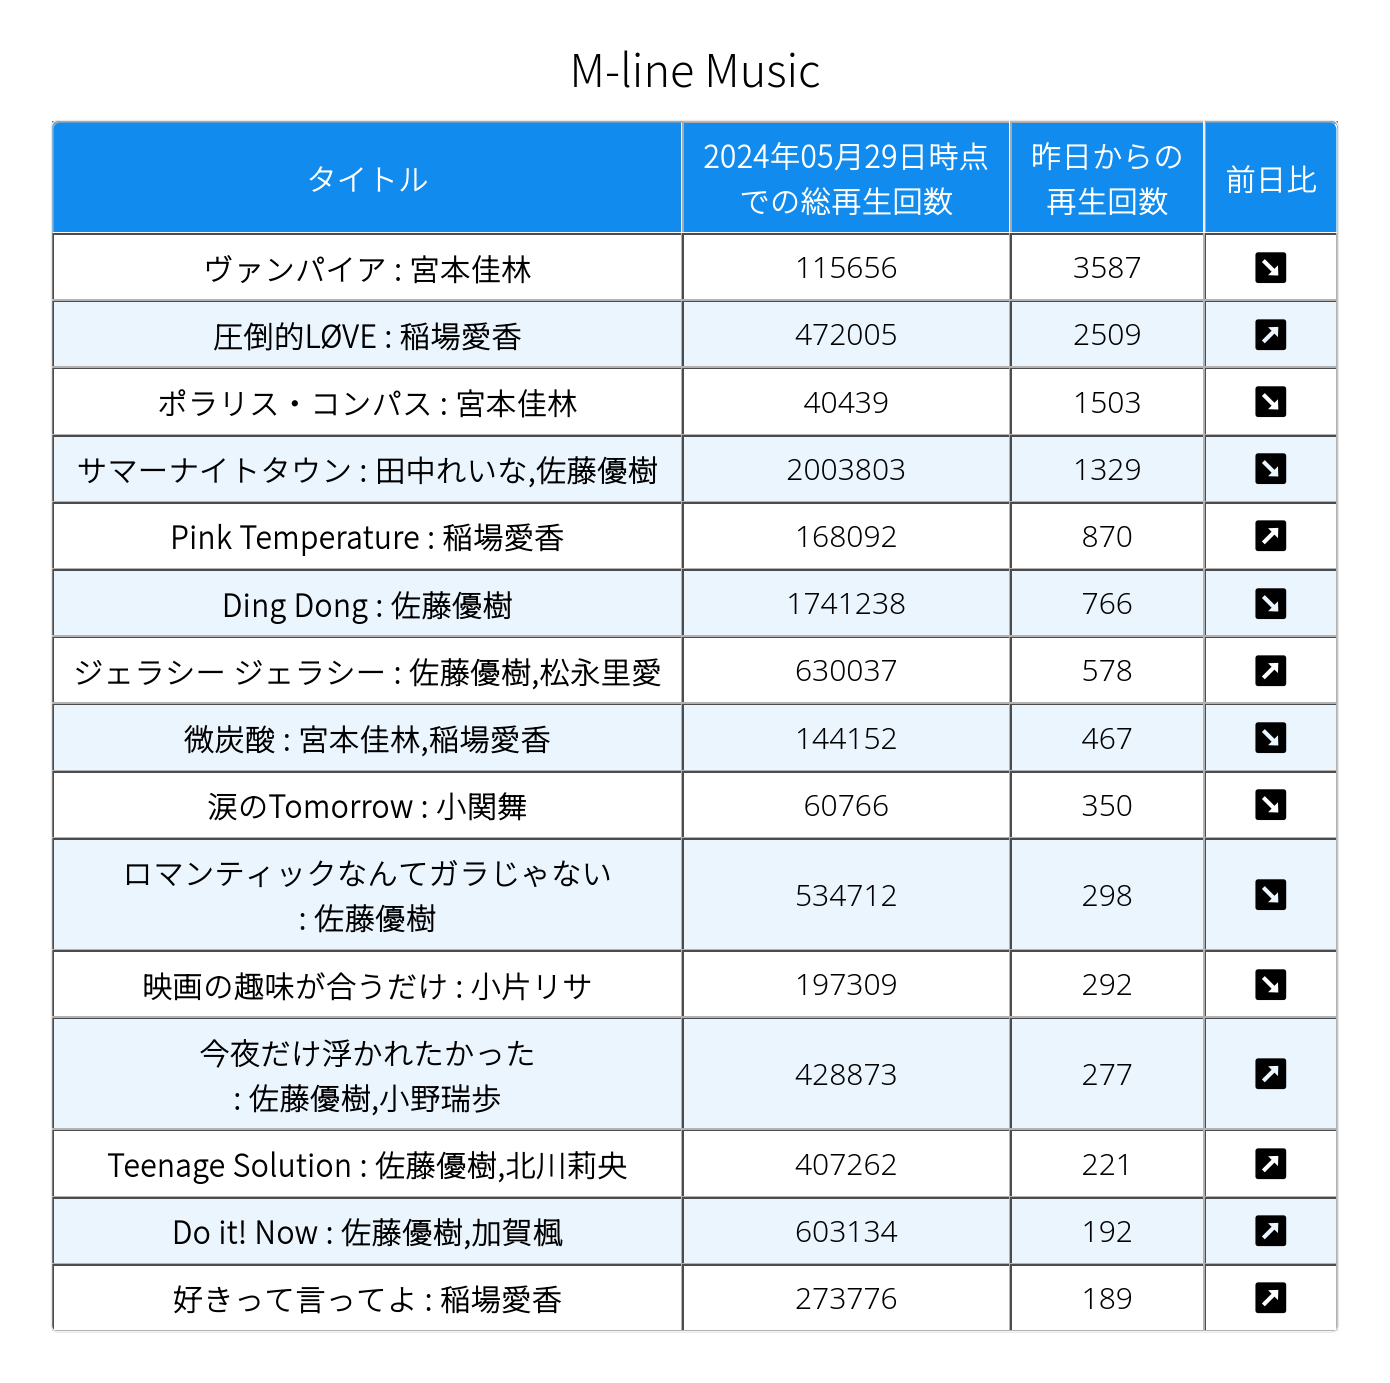 M-line Music
タイトル
2024年05月29日時点
での総再生回数
昨日からの
再生回数
前日比
ヴァンパイア : 宮本佳林 115656 3587
圧倒的LØVE : 稲場愛香 472005 2509
ポラリス・コンパス : 宮本佳林 40439 1503
サマーナイトタウン : 田中れいな,佐藤優樹 2003803 1329
Pink Temperature : 稲場愛香 168092 870
Ding Dong : 佐藤優樹 1741238 766
ジェラシー ジェラシー : 佐藤優樹,松永里愛 630037 578
微炭酸 : 宮本佳林,稲場愛香 144152 467
涙のTomorrow : 小関舞 60766 350
ロマンティックなんてガラじゃない
: 佐藤優樹 534712 298
映画の趣味が合うだけ : 小片リサ 197309 292
今夜だけ浮かれたかった
: 佐藤優樹,小野瑞歩 428873 277
Teenage Solution : 佐藤優樹,北川莉央 407262 221
Do it! Now : 佐藤優樹,加賀楓 603134 192
好きって言ってよ : 稲場愛香 273776 189